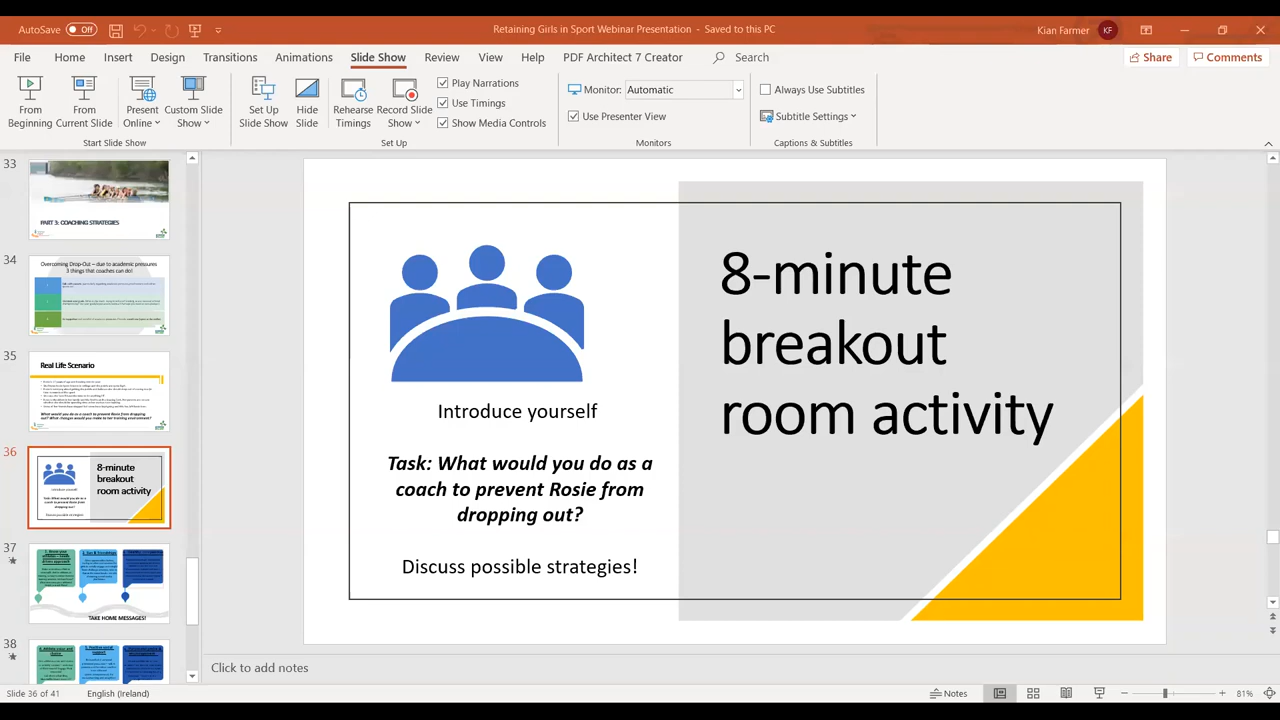 AutoSave Off
Retaining Girls in Sport Webinar Presentation - Saved to this PC
Kian Farmer KF
File Home Insert Design Transitions Animations Slide Show Review View Help PDF Architect 7 Creator Search Share Comments
From Beginning
From Current Slide
Present Online
Custom Slide Show
Set Up Slide Show
Hide Slide
Rehearse Timings
Record Slide Show
Play Narrations
Use Timings
Show Media Controls
Monitor: Automatic
Use Presenter View
Always Use Subtitles
Subtitle Settings
Start Slide Show
Set Up
Monitors
Captions & Subtitles
33
PART 3: COACHING STRATEGIES
34
Overcoming Drop-Out – due to academic pressures
3 things that coaches can do!
35
Real Life Scenario
36
8-minute
breakout
room activity
37
TAKE HOME MESSAGES!
38
Introduce yourself
Task: What would you do as a
coach to prevent Rosie from
dropping out?
Discuss possible strategies!
8-minute
breakout
room activity
Click to add notes
Slide 36 of 41 English (Ireland) Notes 81%